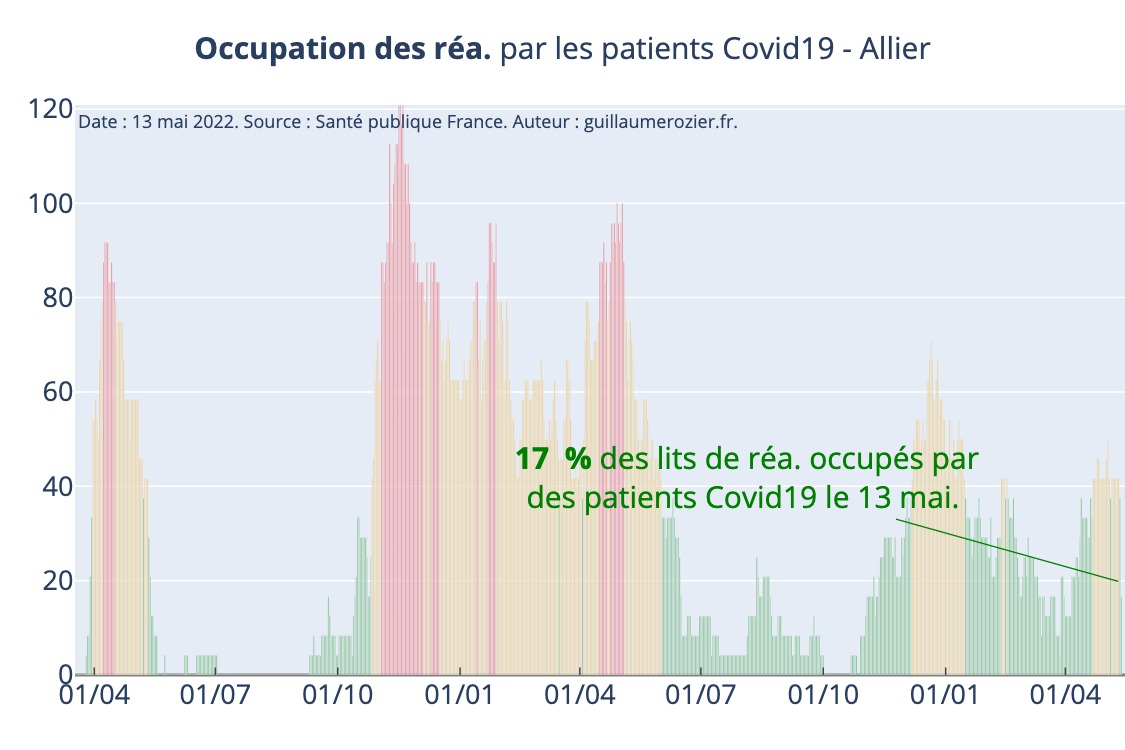 Occupation des réa. par les patients Covid19 - Allier
120
Date : 13 mai 2022. Source : Santé publique France. Auteur : guillaumerozier.fr.
100
80
60
17 % des lits de réa. occupés par
des patients Covid19 le 13 mai.
40
20
0
01/04 01/07 01/10 01/01 01/04 01/07 01/10 01/01 01/04